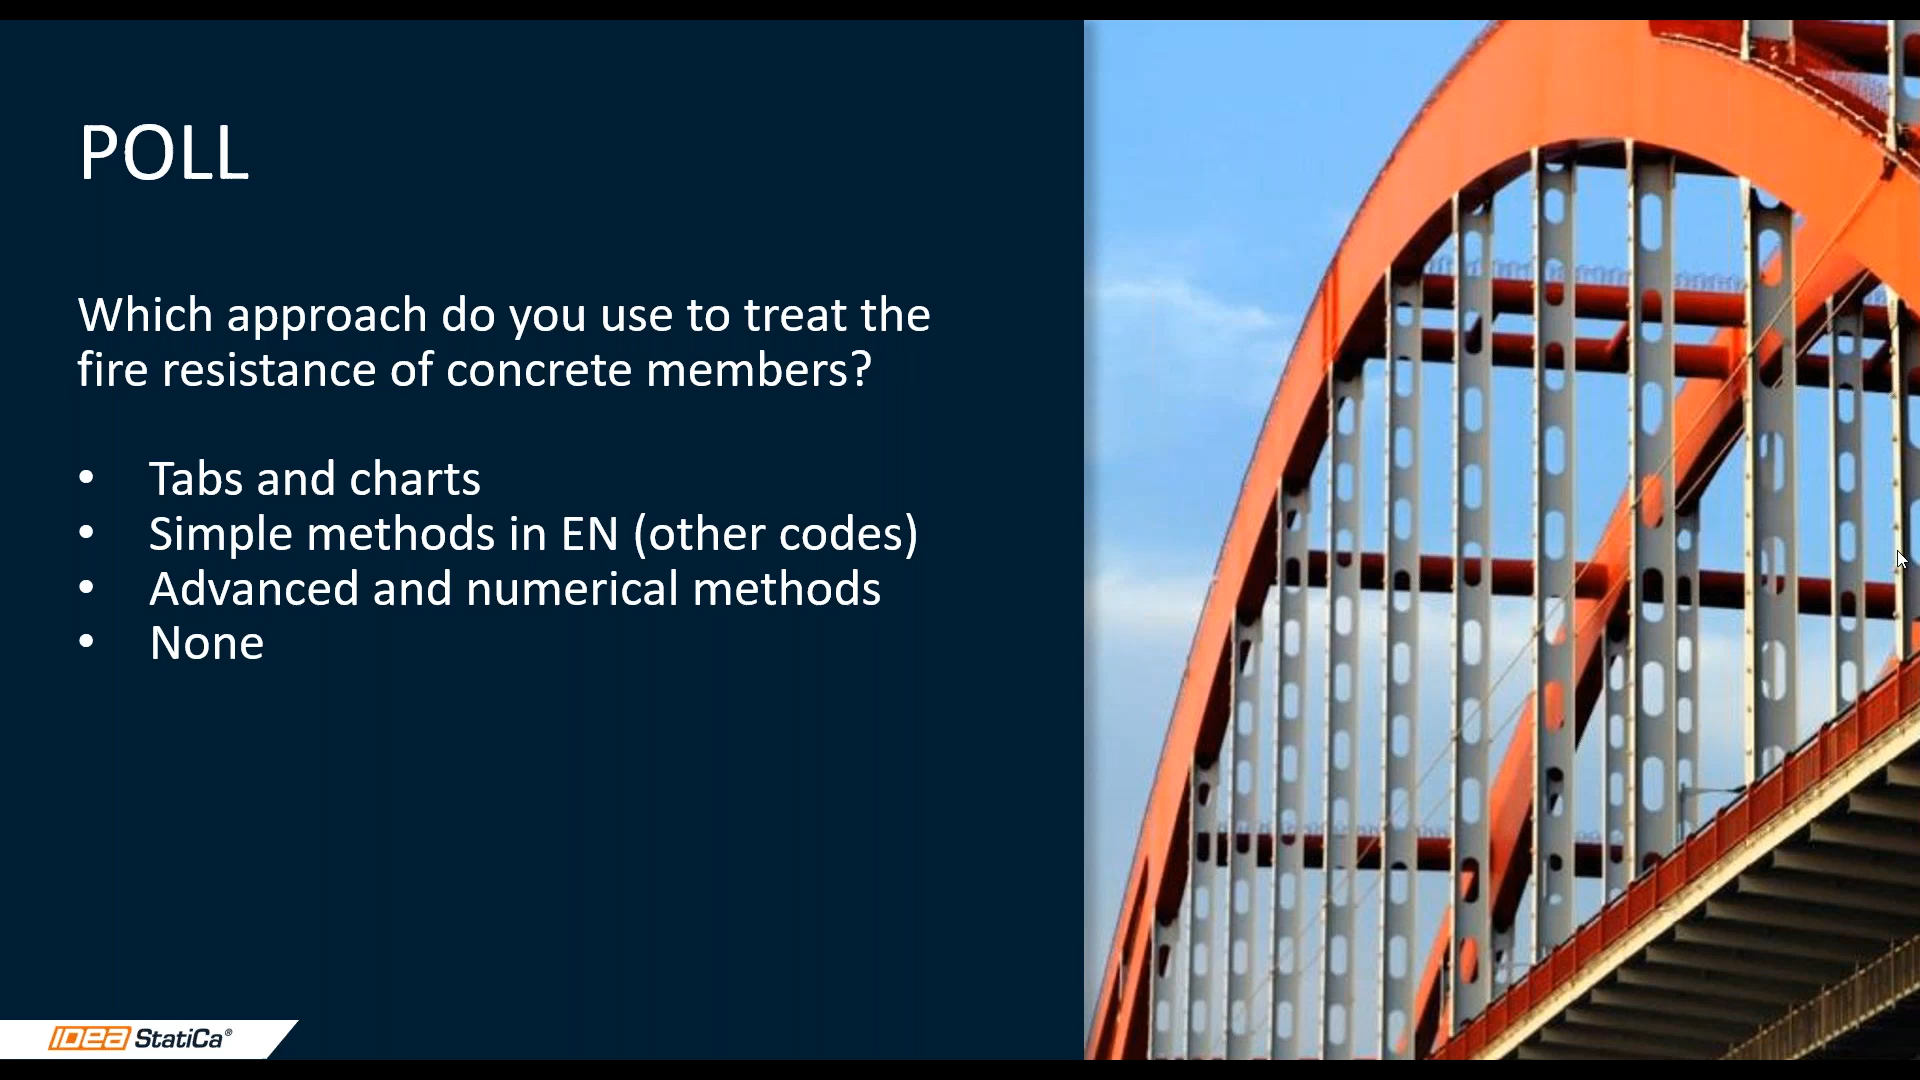 POLL
Which approach do you use to treat the
fire resistance of concrete members?
• Tabs and charts
• Simple methods in EN (other codes)
• Advanced and numerical methods
• None
IDEA StatiCa®